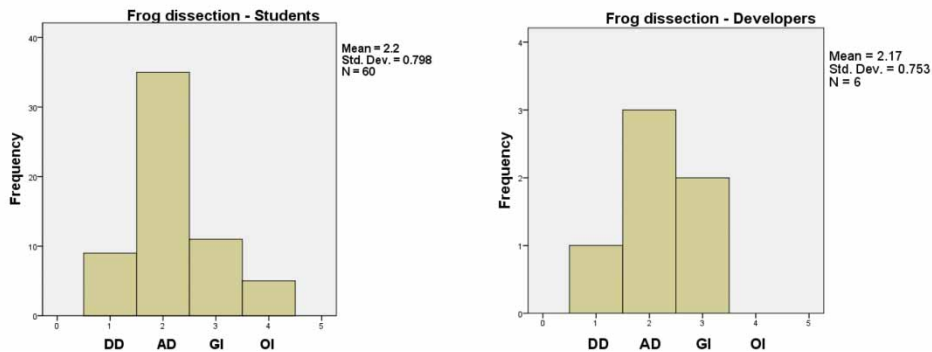 Frog dissection - Students
Mean = 2.2
Std. Dev. = 0.798
N = 60
Frequency
40
30
20
10
0
0 1 2 3 4 5
DD AD GI OI
Frog dissection - Developers
Mean = 2.17
Std. Dev. = 0.753
N = 6
Frequency
4
3
2
1
0
0 1 2 3 4 5
DD AD GI OI